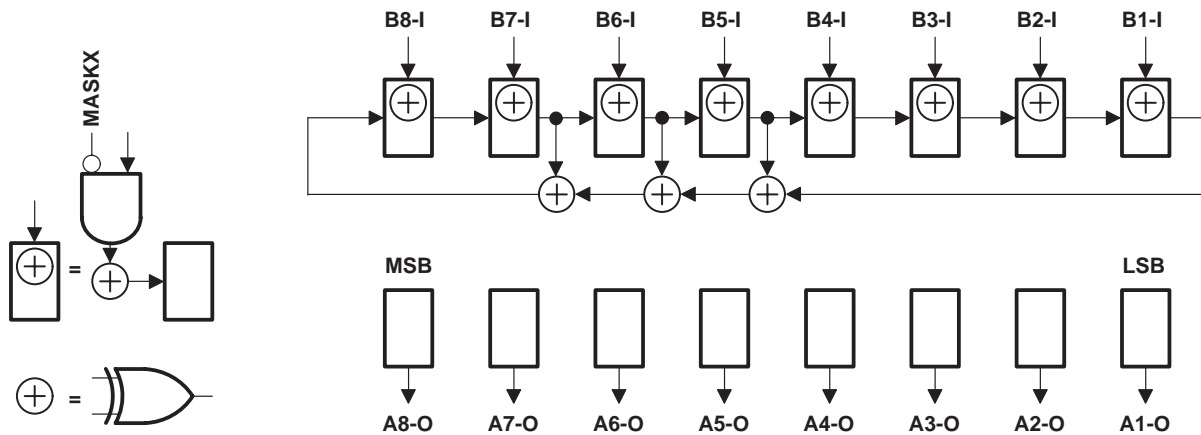 B8-I B7-I B6-I B5-I B4-I B3-I B2-I B1-I
MASKX
=
=
MSB LSB
A8-O A7-O A6-O A5-O A4-O A3-O A2-O A1-O